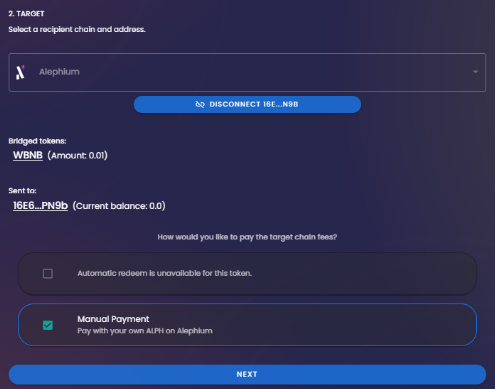 2. TARGET
Select a recipient chain and address.
Alephium
DISCONNECT 16E...N9B
Bridged tokens:
WBNB (Amount: 0.01)
Sent to:
16E6...PN9b (Current balance: 0.0)
How would you like to pay the target chain fees?
Automatic redeem is unavailable for this token.
Manual Payment
Pay with your own ALPH on Alephium
NEXT